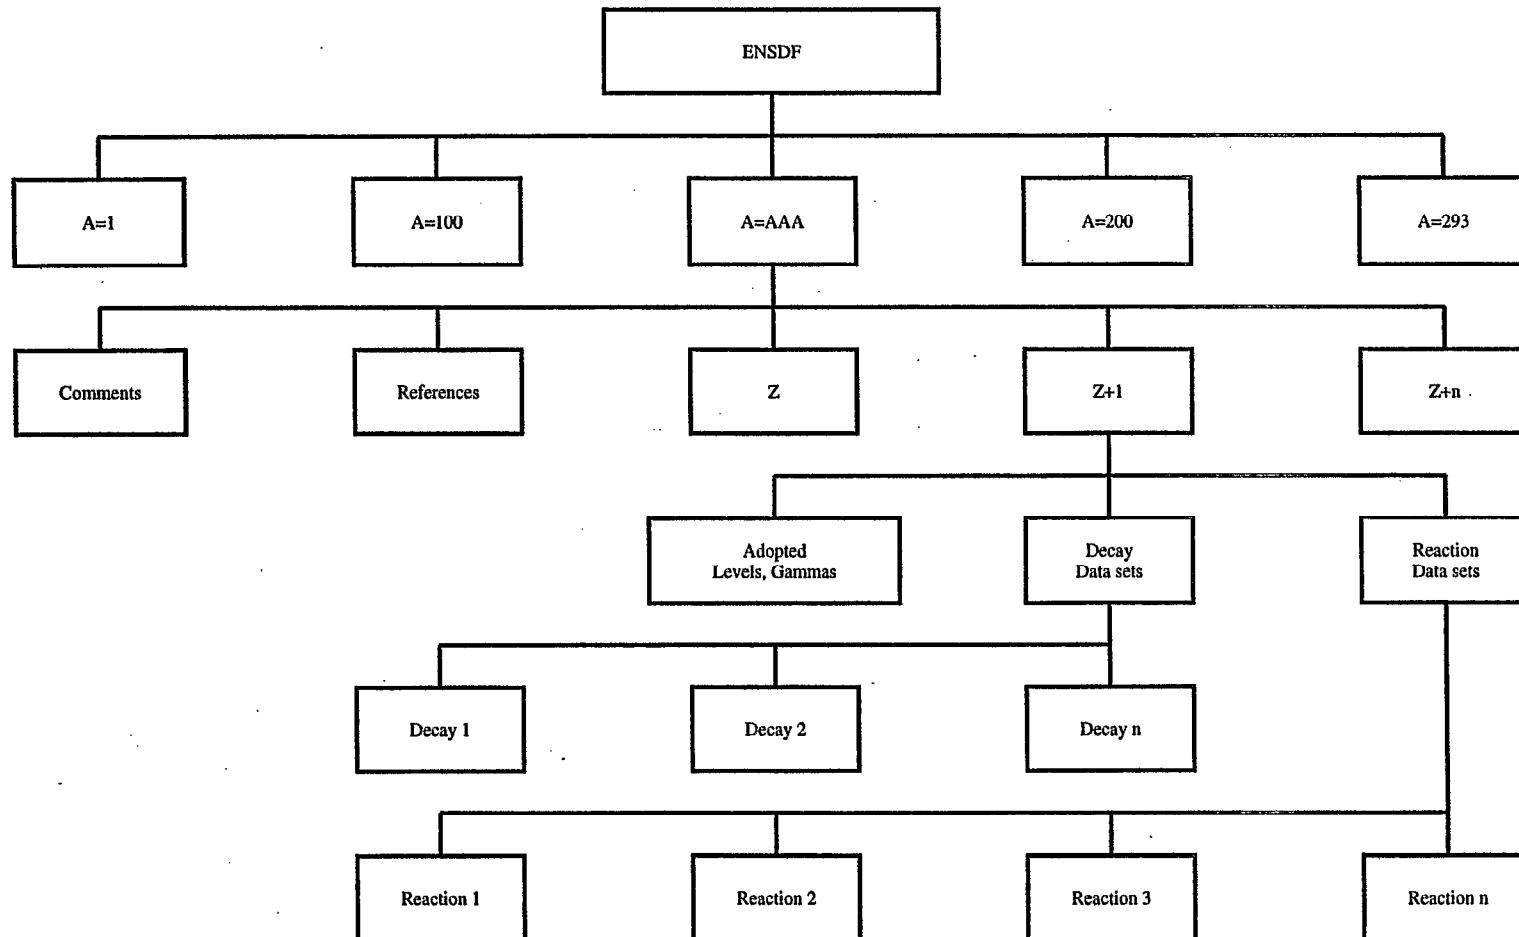 ENSDF
A=1
A=100
A=AAA
A=200
A=293
Comments
References
Z
Z+1
Z+n
Adopted
Levels, Gammas
Decay
Data sets
Reaction
Data sets
Decay 1
Decay 2
Decay n
Reaction 1
Reaction 2
Reaction 3
Reaction n